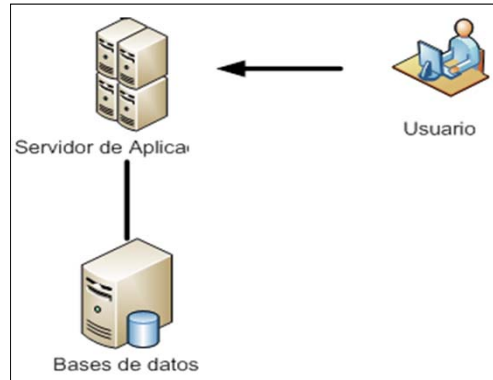 Usuario
Servidor de Aplica
Bases de datos